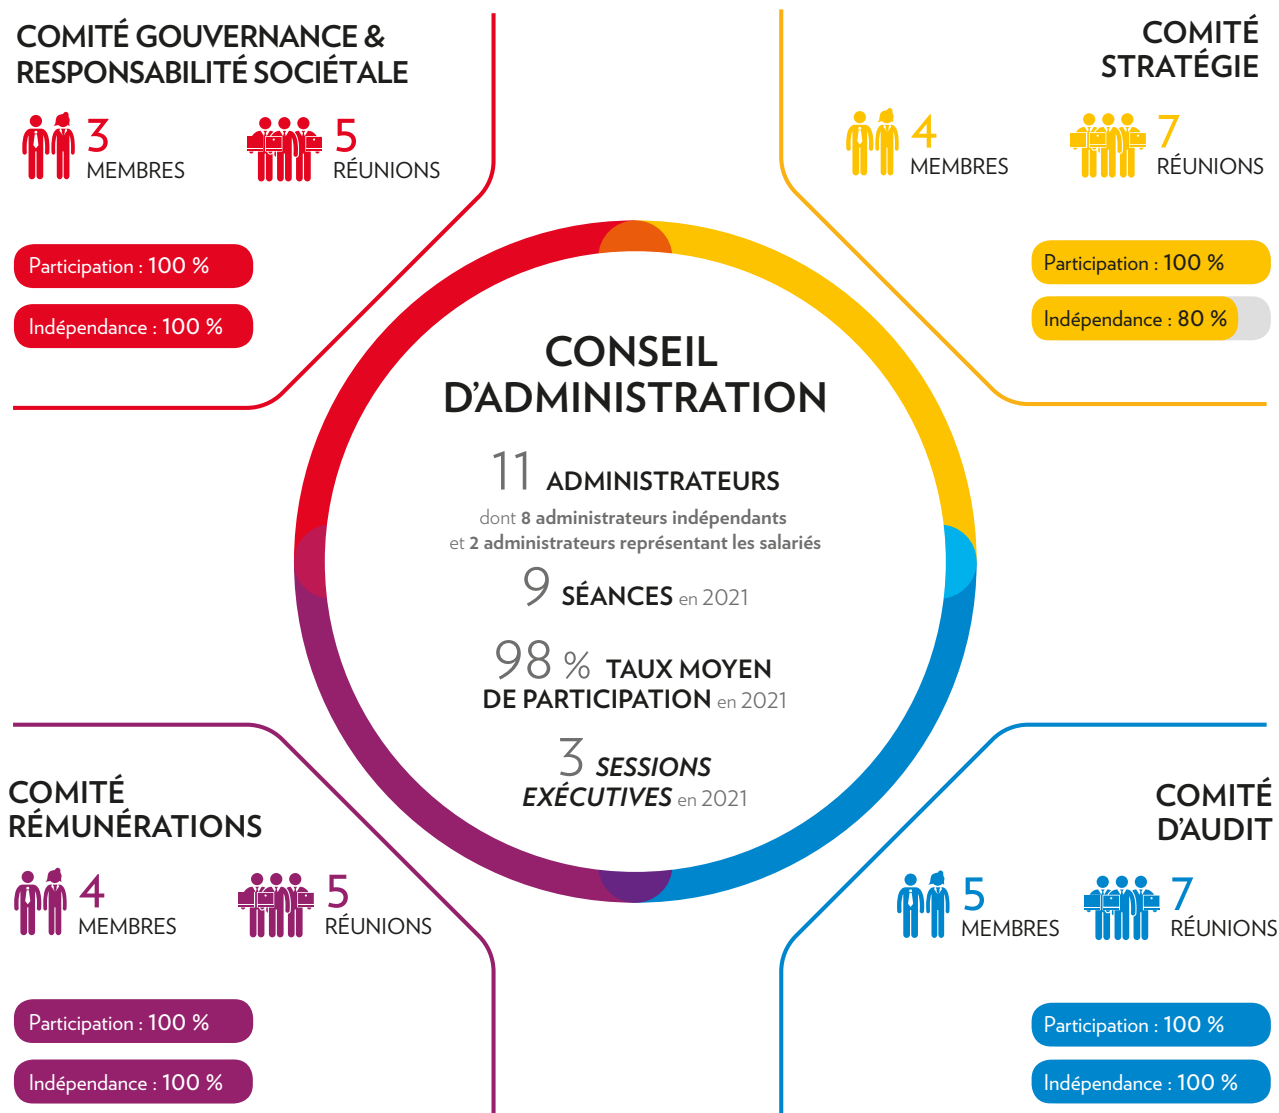 COMITÉ GOUVERNANCE &
RESPONSABILITÉ SOCIÉTALE
3
MEMBRES
5
RÉUNIONS
Participation : 100 %
Indépendance : 100 %
COMITÉ
STRATÉGIE
4
MEMBRES
7
RÉUNIONS
Participation : 100 %
Indépendance : 80 %
CONSEIL
D’ADMINISTRATION
11 ADMINISTRATEURS
dont 8 administrateurs indépendants
et 2 administrateurs représentant les salariés
9 SÉANCES en 2021
98 % TAUX MOYEN
DE PARTICIPATION en 2021
3 SESSIONS
EXÉCUTIVES en 2021
COMITÉ
RÉMUNÉRATIONS
4
MEMBRES
5
RÉUNIONS
Participation : 100 %
Indépendance : 100 %
COMITÉ
D’AUDIT
5
MEMBRES
7
RÉUNIONS
Participation : 100 %
Indépendance : 100 %